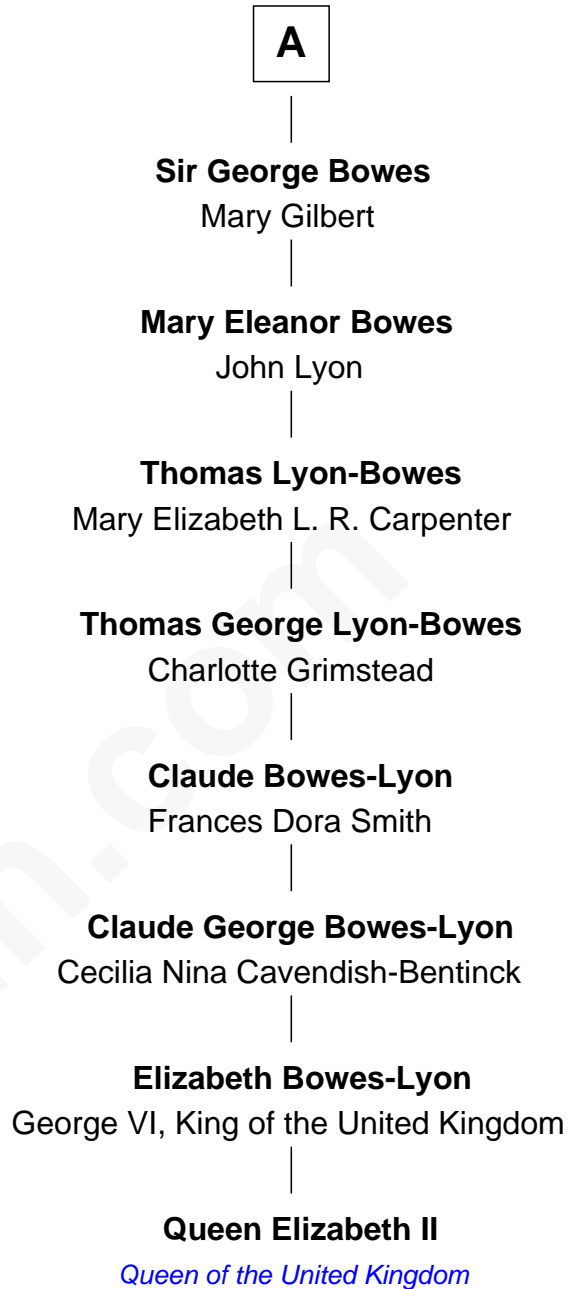 A
Sir George Bowes
Mary Gilbert
Mary Eleanor Bowes
John Lyon
Thomas Lyon-Bowes
Mary Elizabeth L. R. Carpenter
Thomas George Lyon-Bowes
Charlotte Grimstead
Claude Bowes-Lyon
Frances Dora Smith
Claude George Bowes-Lyon
Cecilia Nina Cavendish-Bentinck
Elizabeth Bowes-Lyon
George VI, King of the United Kingdom
Queen Elizabeth II
Queen of the United Kingdom